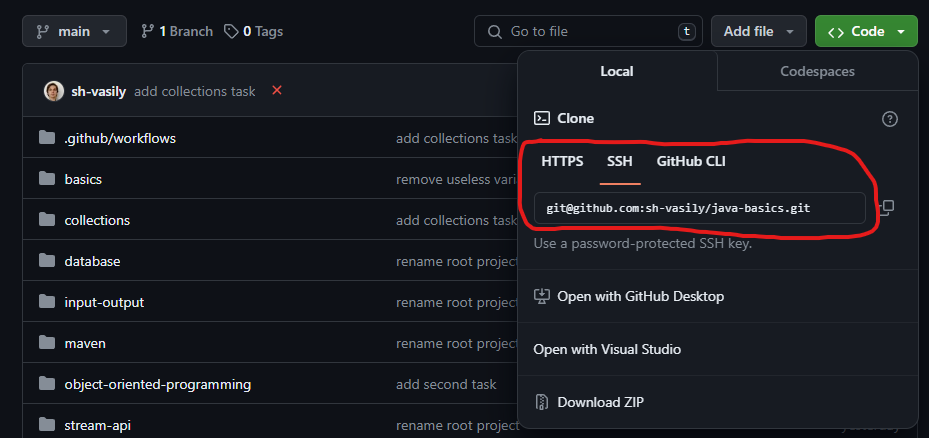 main 1 Branch 0 Tags Go to file t Add file Code
Local Codespaces
sh-vasily add collections task
Clone
.github/workflows add collections task
HTTPS SSH GitHub CLI
basics remove useless vari
git@github.com:sh-vasily/java-basics.git
collections add collections task
Use a password-protected SSH key.
database rename root project
input-output rename root project
Open with GitHub Desktop
maven rename root project
Open with Visual Studio
object-oriented-programming add second task
Download ZIP
stream-api rename root project yesterday